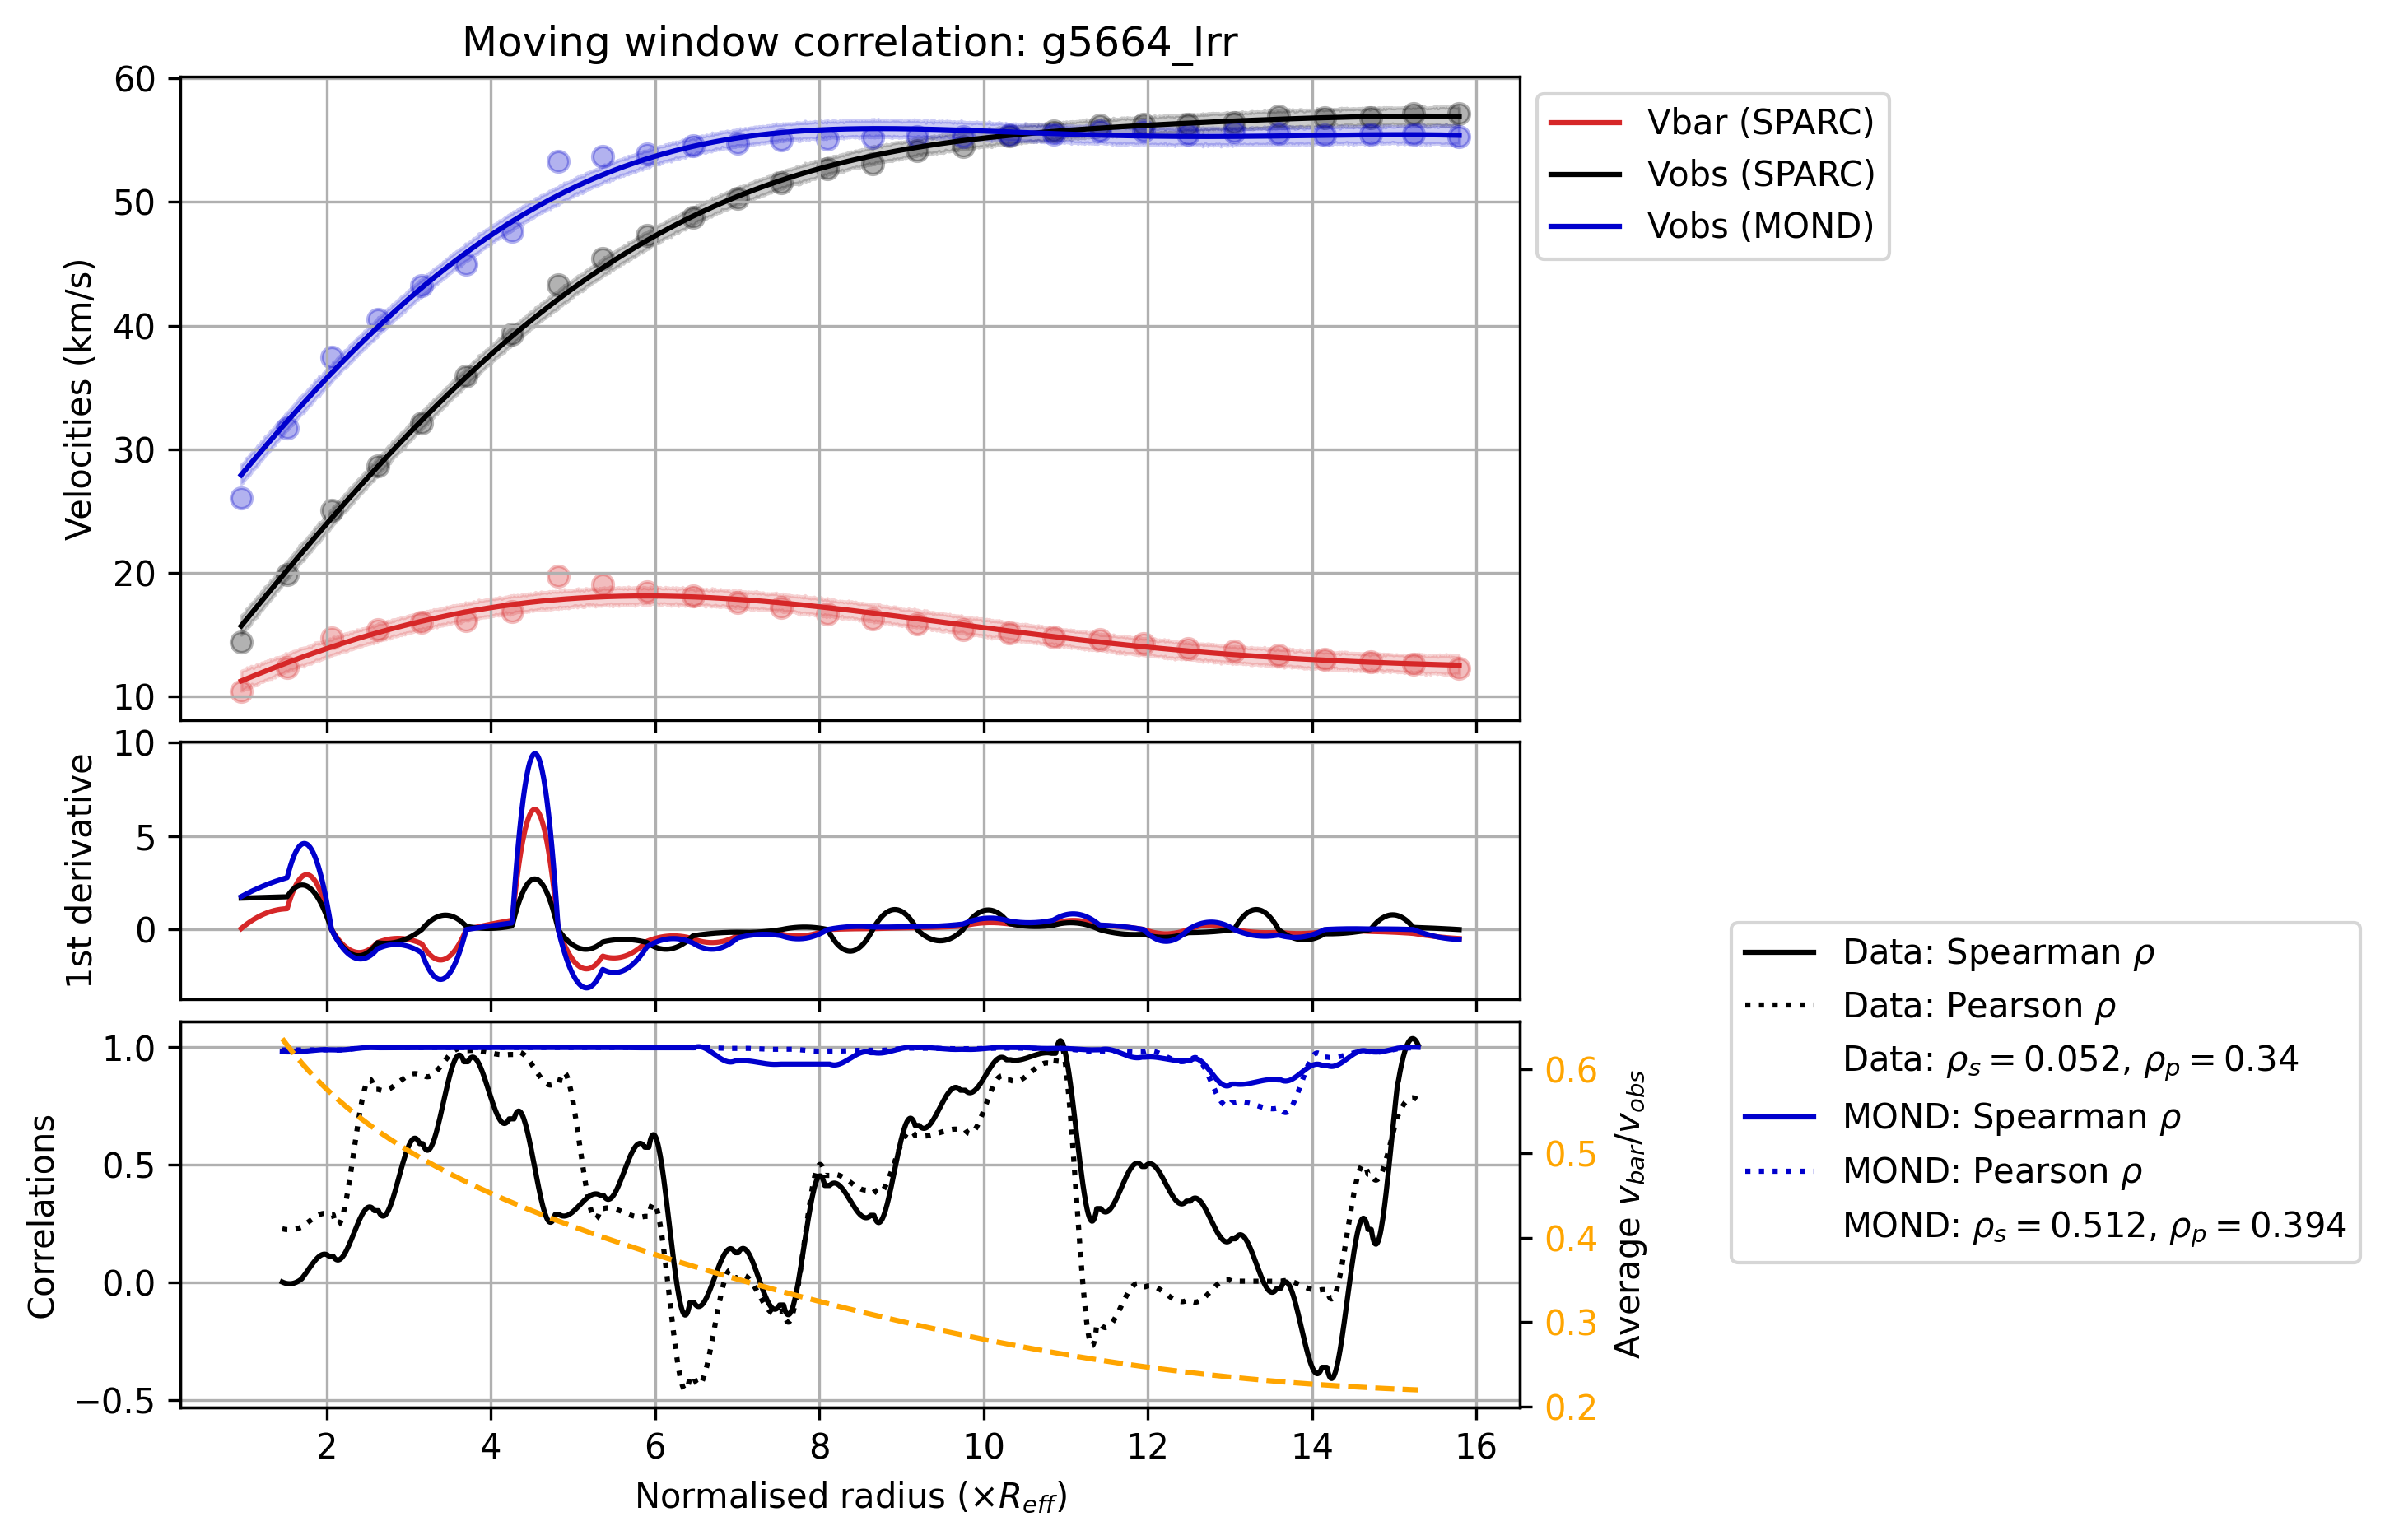 Moving window correlation: g5664_Irr
60
50
40
30
20
10
Velocities (km/s)
Vbar (SPARC)
Vobs (SPARC)
Vobs (MOND)
10
5
0
1st derivative
1.0
0.5
0.0
−0.5
Correlations
0.6
0.5
0.4
0.3
0.2
Average v_bar/v_obs
2 4 6 8 10 12 14 16
Normalised radius (×R_eff)
Data: Spearman ρ
Data: Pearson ρ
Data: ρ_s = 0.052, ρ_p = 0.34
MOND: Spearman ρ
MOND: Pearson ρ
MOND: ρ_s = 0.512, ρ_p = 0.394